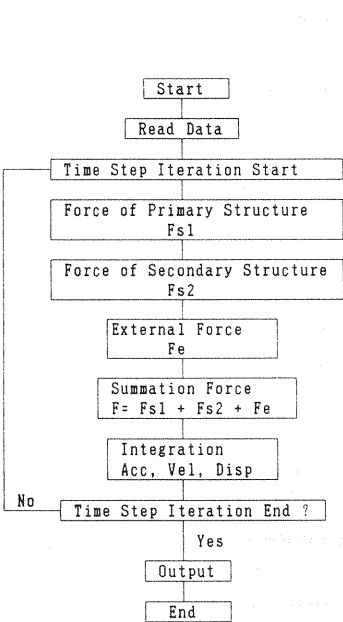 Start
Read Data
Time Step Iteration Start
Force of Primary Structure
Fs1
Force of Secondary Structure
Fs2
External Force
Fe
Summation Force
F= Fs1 + Fs2 + Fe
Integration
Acc, Vel, Disp
No
Time Step Iteration End ?
Yes
Output
End